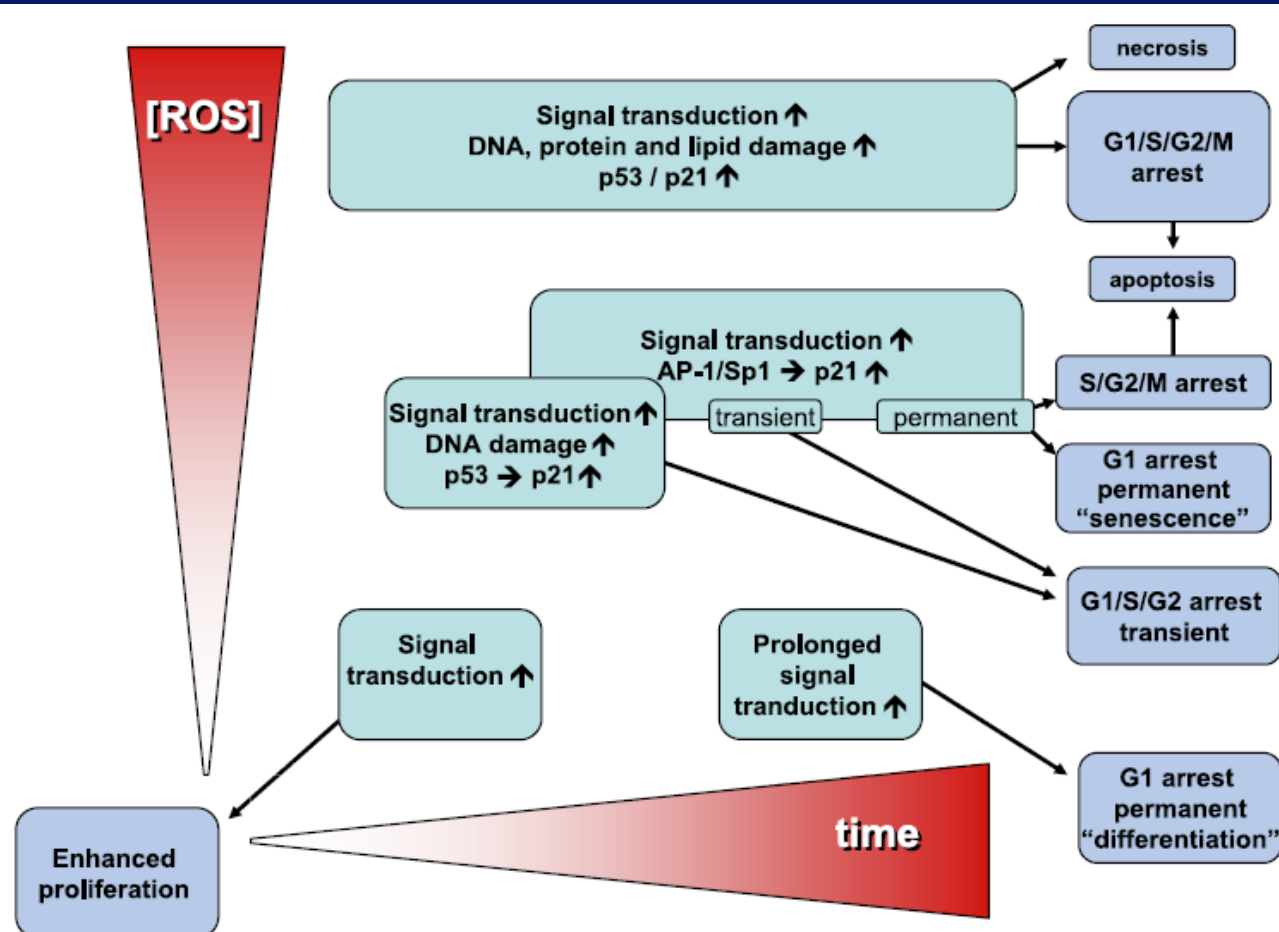 [ROS]
necrosis
Signal transduction ↑
DNA, protein and lipid damage ↑
p53 / p21 ↑
G1/S/G2/M
arrest
apoptosis
Signal transduction ↑
AP-1/Sp1 → p21 ↑
transient
permanent
S/G2/M arrest
Signal transduction ↑
DNA damage ↑
p53 → p21 ↑
G1 arrest
permanent
“senescence”
G1/S/G2 arrest
transient
Signal
transduction ↑
Prolonged
signal
tranduction ↑
G1 arrest
permanent
“differentiation”
time
Enhanced
proliferation